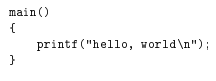 main()
{
    printf("hello, world\n");
}